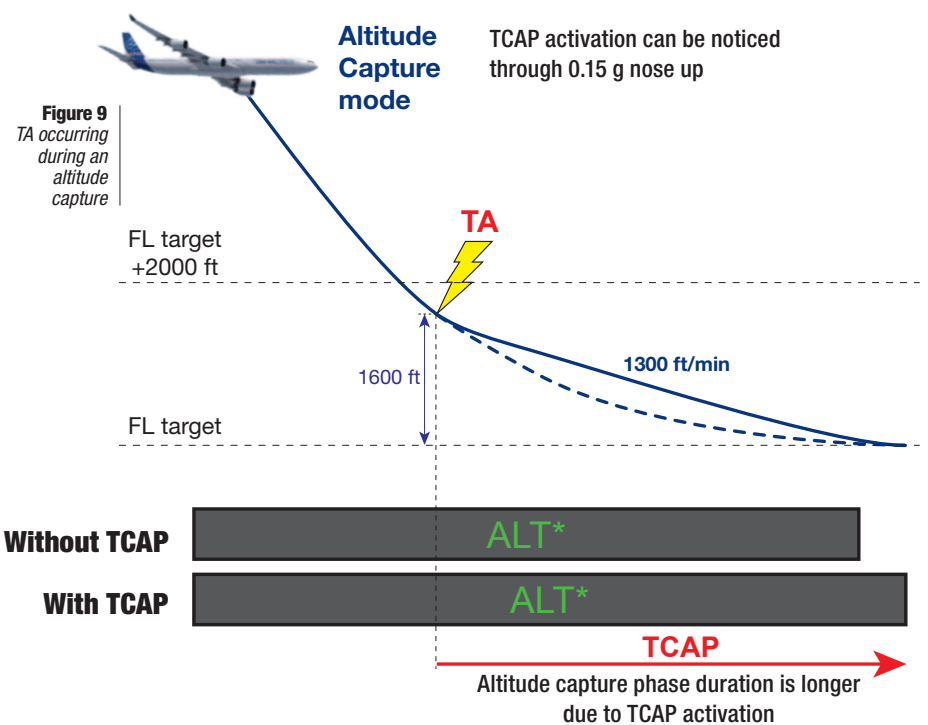 Altitude
Capture
mode
TCAP activation can be noticed
through 0.15 g nose up
Figure 9
TA occurring
during an
altitude
capture
TA
FL target
+2000 ft
1600 ft
1300 ft/min
FL target
Without TCAP
ALT*
With TCAP
ALT*
TCAP
Altitude capture phase duration is longer
due to TCAP activation